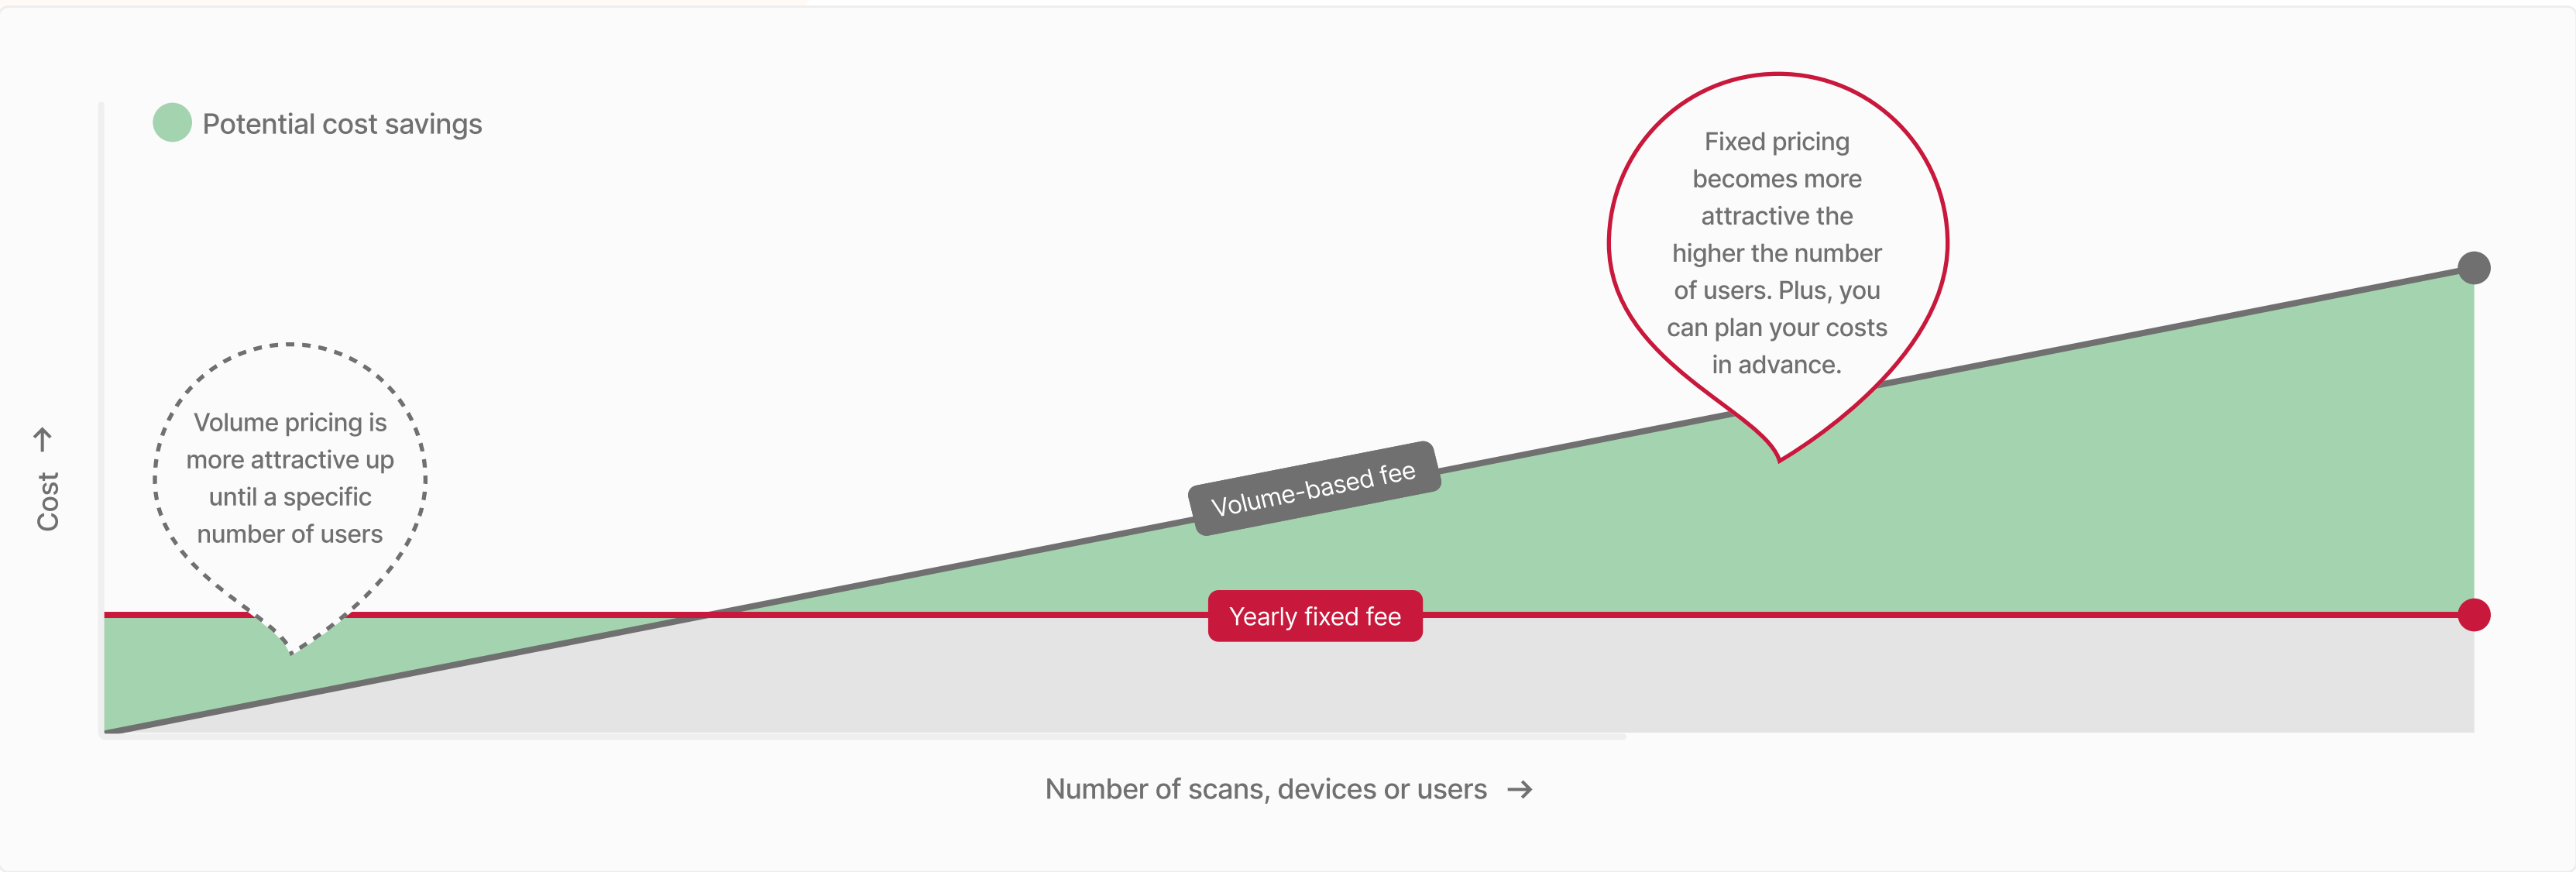 Potential cost savings
Fixed pricing
becomes more
attractive the
higher the number
of users. Plus, you
can plan your costs
in advance.
Volume pricing is
more attractive up
until a specific
number of users
Cost →
Volume-based fee
Yearly fixed fee
Number of scans, devices or users →